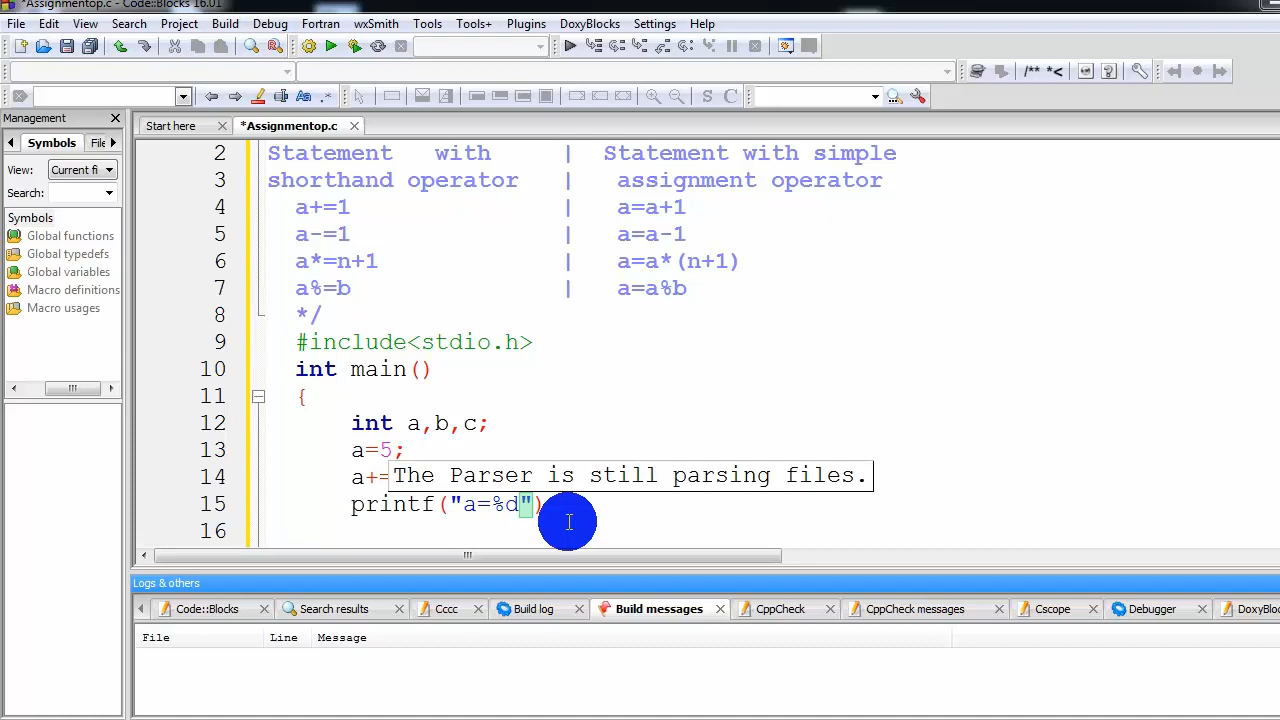 *Assignmentop.c - Code::Blocks 16.01
File Edit View Search Project Build Debug Fortran wxSmith Tools Tools+ Plugins DoxyBlocks Settings Help
/** *<
Management
Start here *Assignmentop.c
Symbols File
View: Current fi
Search:
Symbols
Global functions
Global typedefs
Global variables
Macro definitions
Macro usages
2 Statement with | Statement with simple
3 shorthand operator | assignment operator
4 a+=1 | a=a+1
5 a-=1 | a=a-1
6 a*=n+1 | a=a*(n+1)
7 a%=b | a=a%b
8 */
9 #include<stdio.h>
10 int main()
11 {
12 int a,b,c;
13 a=5;
14 a+=
The Parser is still parsing files.
15 printf("a=%d")
16
Logs & others
Code::Blocks Search results Cccc Build log Build messages CppCheck CppCheck messages Cscope Debugger DoxyBlo
File Line Message